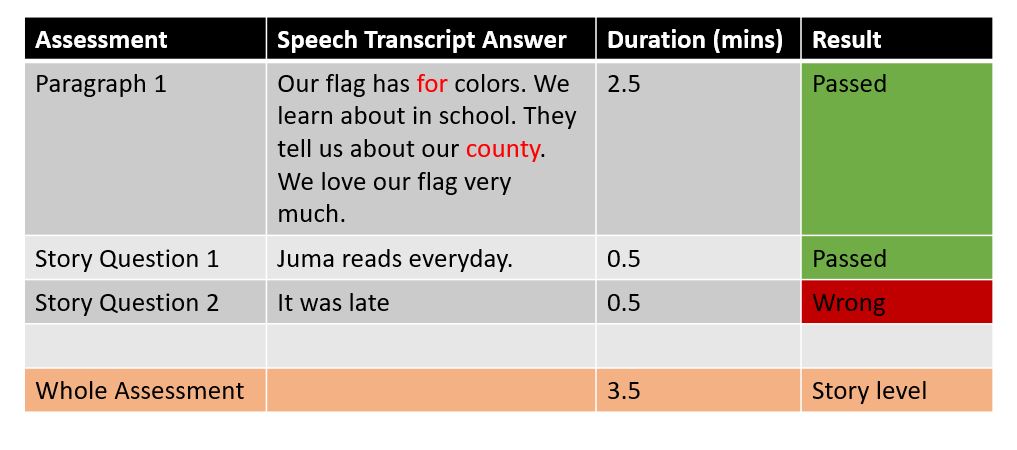 Assessment Speech Transcript Answer Duration (mins) Result
Paragraph 1 Our flag has for colors. We 2.5 Passed
learn about in school. They
tell us about our county.
We love our flag very
much.
Story Question 1 Juma reads everyday. 0.5 Passed
Story Question 2 It was late 0.5 Wrong
Whole Assessment 3.5 Story level